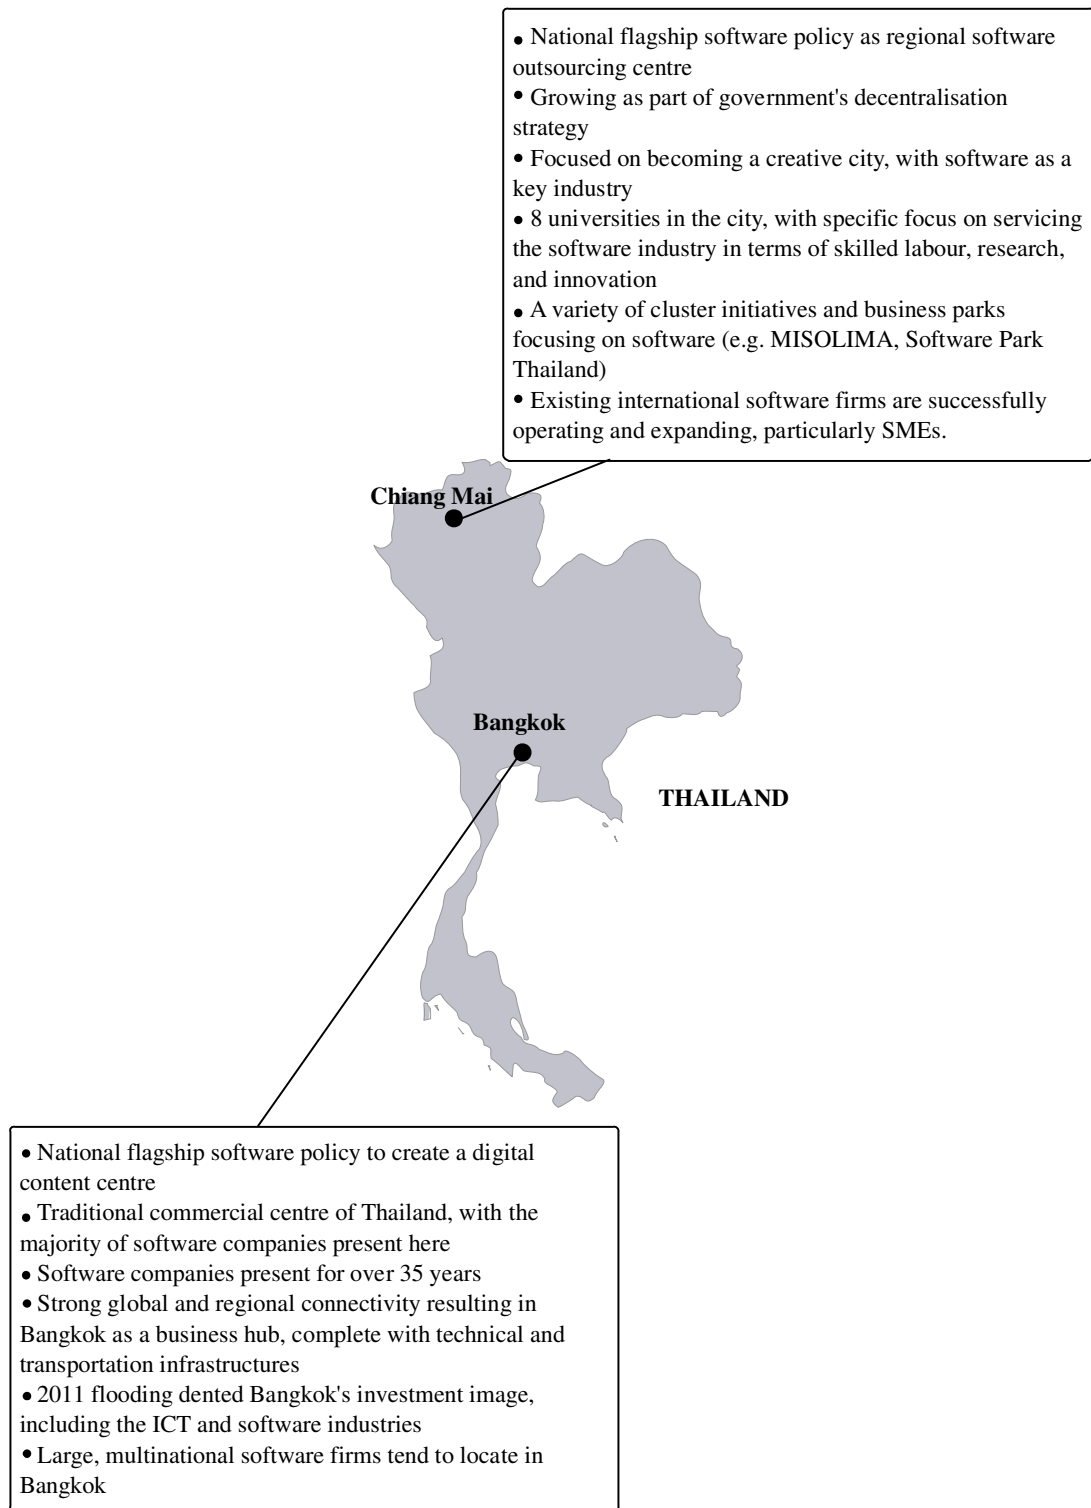 • National flagship software policy as regional software
outsourcing centre
• Growing as part of government's decentralisation
strategy
• Focused on becoming a creative city, with software as a
key industry
• 8 universities in the city, with specific focus on servicing
the software industry in terms of skilled labour, research,
and innovation
• A variety of cluster initiatives and business parks
focusing on software (e.g. MISOLIMA, Software Park
Thailand)
• Existing international software firms are successfully
operating and expanding, particularly SMEs.
Chiang Mai
Bangkok
THAILAND
• National flagship software policy to create a digital
content centre
• Traditional commercial centre of Thailand, with the
majority of software companies present here
• Software companies present for over 35 years
• Strong global and regional connectivity resulting in
Bangkok as a business hub, complete with technical and
transportation infrastructures
• 2011 flooding dented Bangkok's investment image,
including the ICT and software industries
• Large, multinational software firms tend to locate in
Bangkok